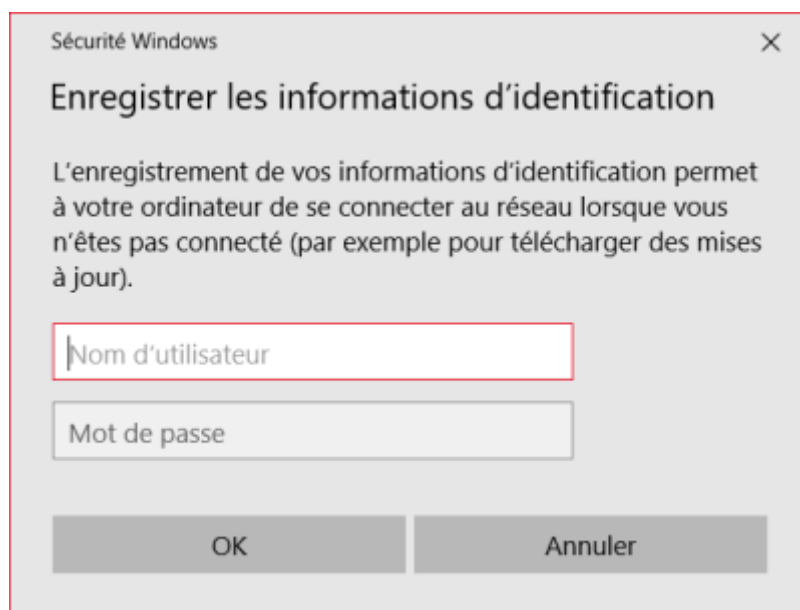 Sécurité Windows
Enregistrer les informations d’identification
L’enregistrement de vos informations d’identification permet
à votre ordinateur de se connecter au réseau lorsque vous
n’êtes pas connecté (par exemple pour télécharger des mises
à jour).
Nom d’utilisateur
Mot de passe
OK
Annuler